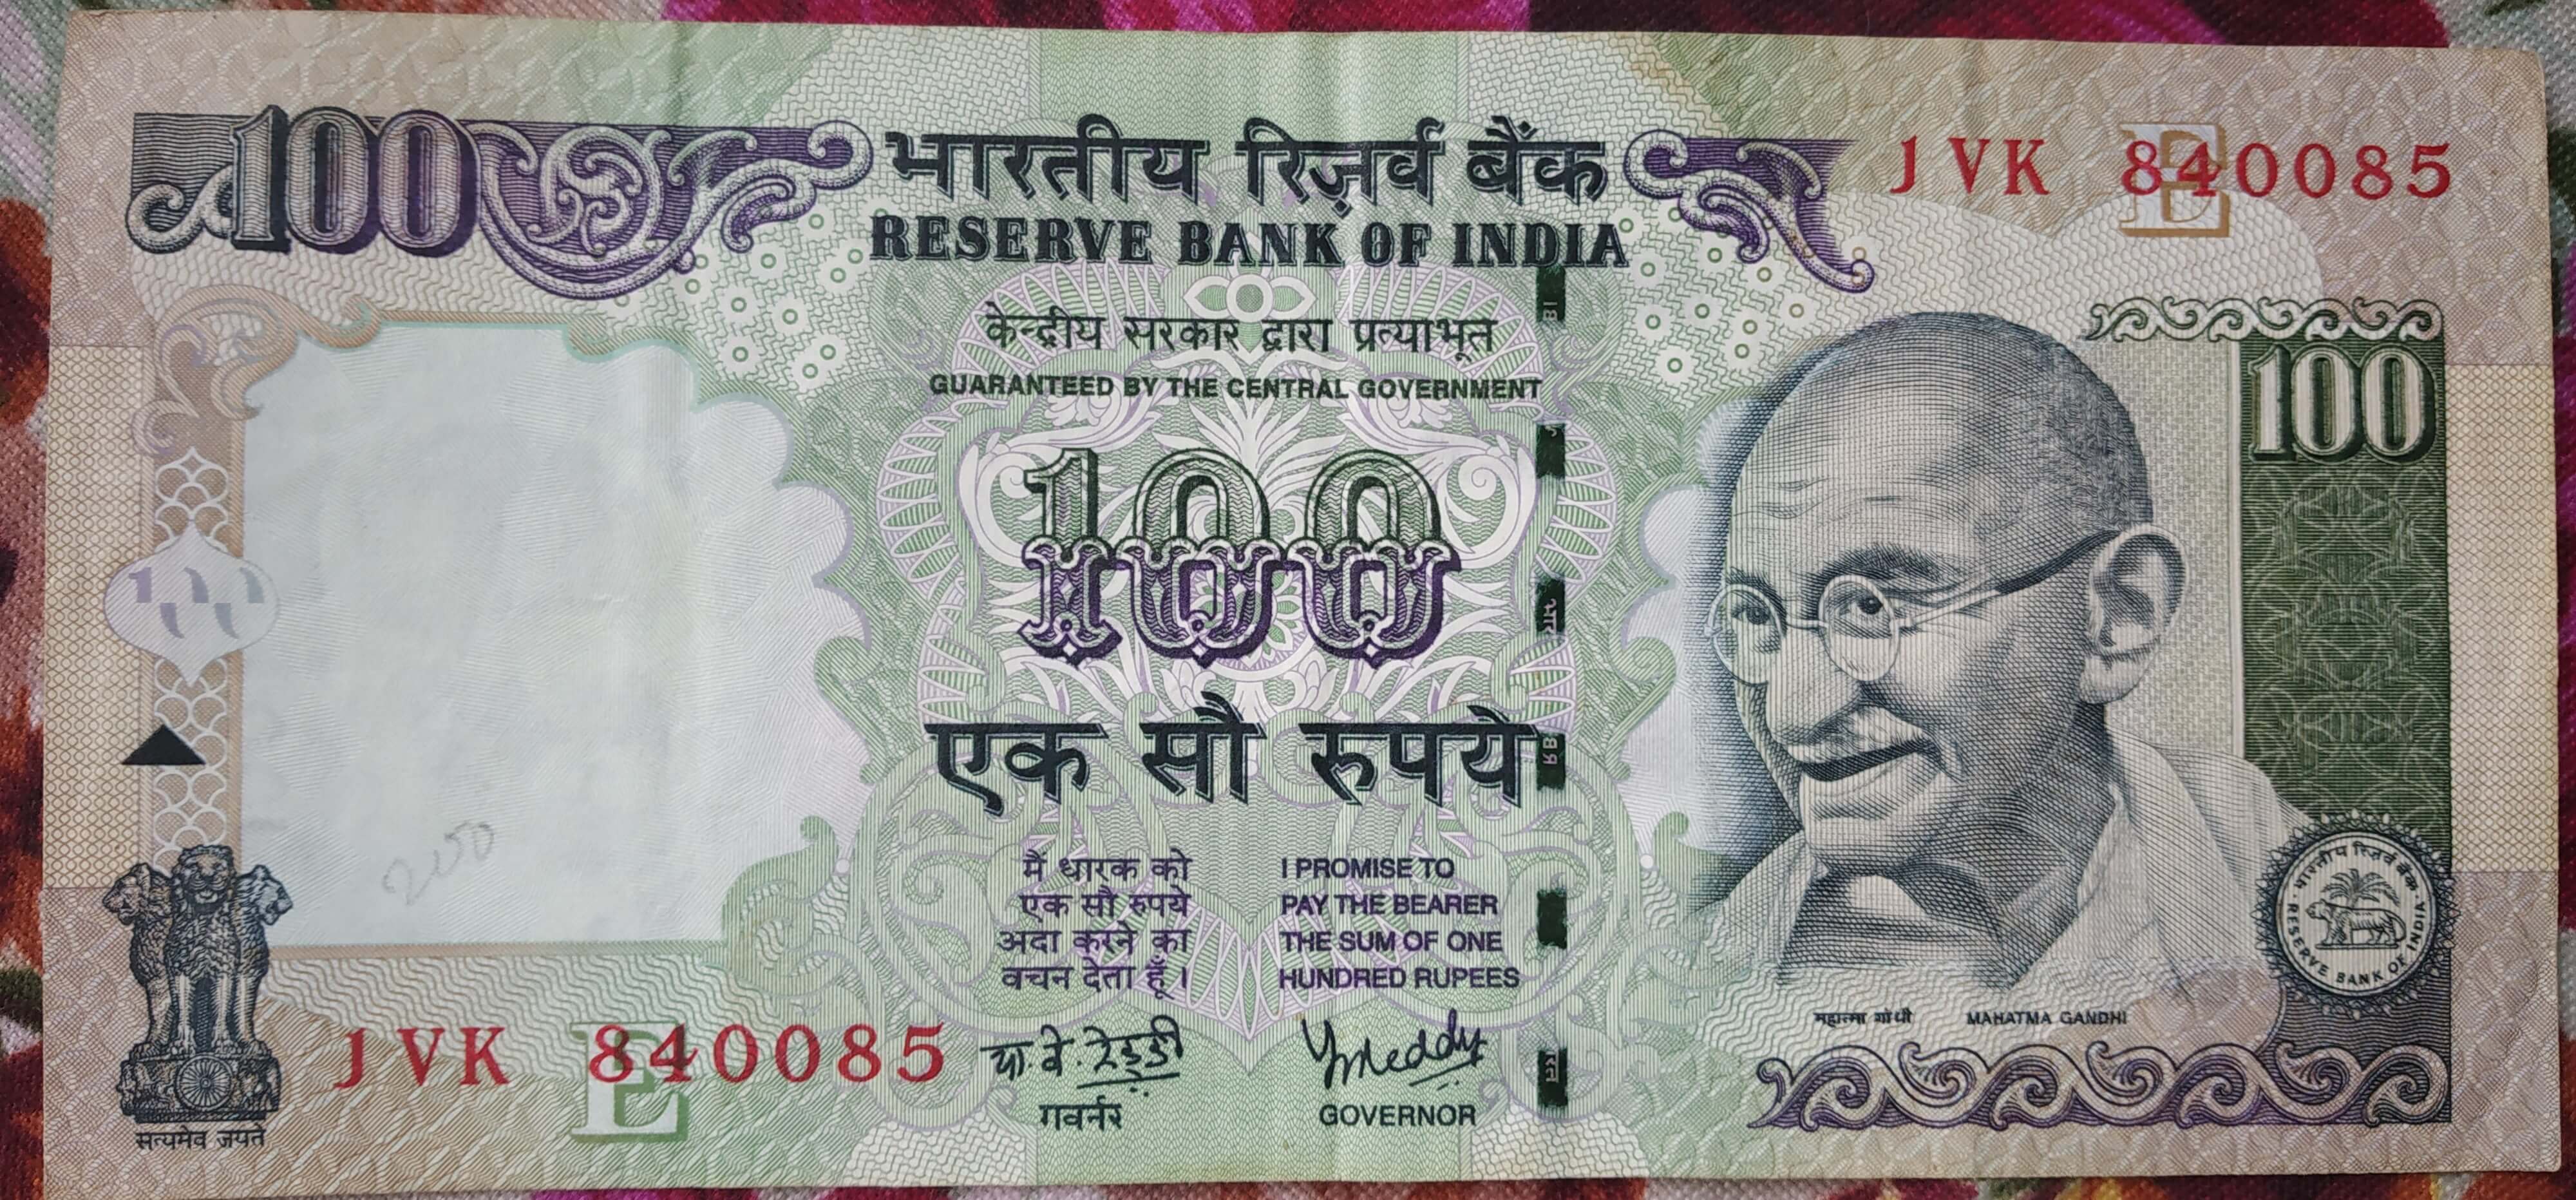 100
भारतीय रिज़र्व बैंक
RESERVE BANK OF INDIA
JVK 840085
E
केन्द्रीय सरकार द्वारा प्रत्याभूत
GUARANTEED BY THE CENTRAL GOVERNMENT
100
100
एक सौ रुपये
मैं धारक को
एक सौ रुपये
अदा करने का
वचन देता हूँ।
I PROMISE TO
PAY THE BEARER
THE SUM OF ONE
HUNDRED RUPEES
या. वे. रेड्डी
गवर्नर
YVReddy
GOVERNOR
महात्मा गांधी
MAHATMA GANDHI
भारतीय रिज़र्व बैंक
RESERVE BANK OF INDIA
JVK 840085
E
सत्यमेव जयते